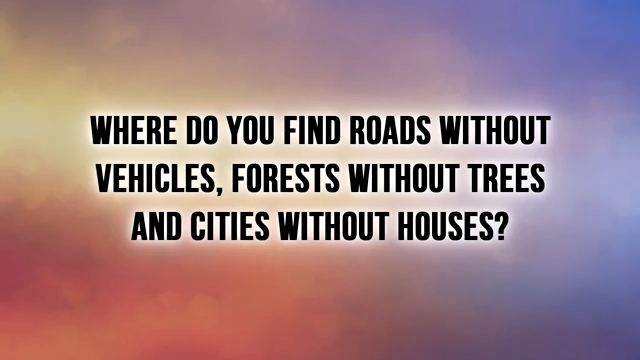 WHERE DO YOU FIND ROADS WITHOUT
VEHICLES, FORESTS WITHOUT TREES
AND CITIES WITHOUT HOUSES?